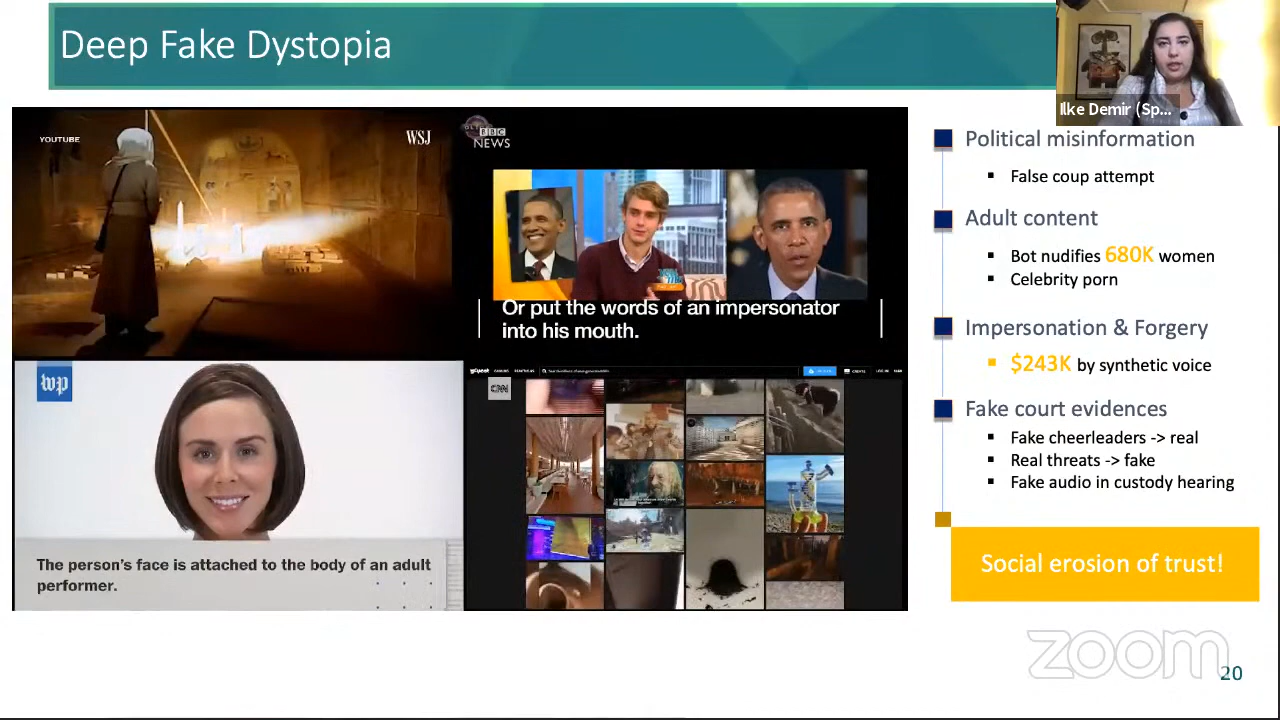 Deep Fake Dystopia
Ilke Demir (Sp...
YOUTUBE
WSJ
BBC
NEWS
Or put the words of an impersonator
into his mouth.
wp
The person's face is attached to the body of an adult
performer.
CNN
Political misinformation
False coup attempt
Adult content
Bot nudifies 680K women
Celebrity porn
Impersonation & Forgery
$243K by synthetic voice
Fake court evidences
Fake cheerleaders -> real
Real threats -> fake
Fake audio in custody hearing
Social erosion of trust!
zoom
20